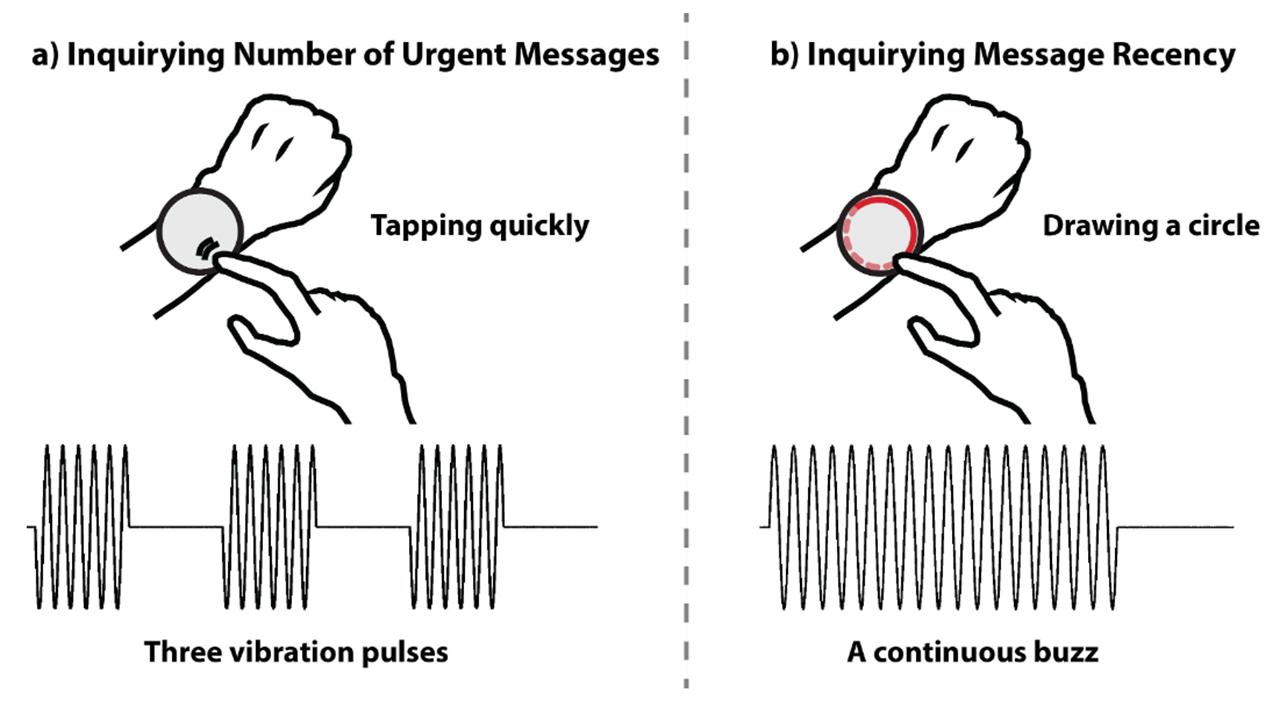 a) Inquirying Number of Urgent Messages
Tapping quickly
Three vibration pulses
b) Inquirying Message Recency
Drawing a circle
A continuous buzz